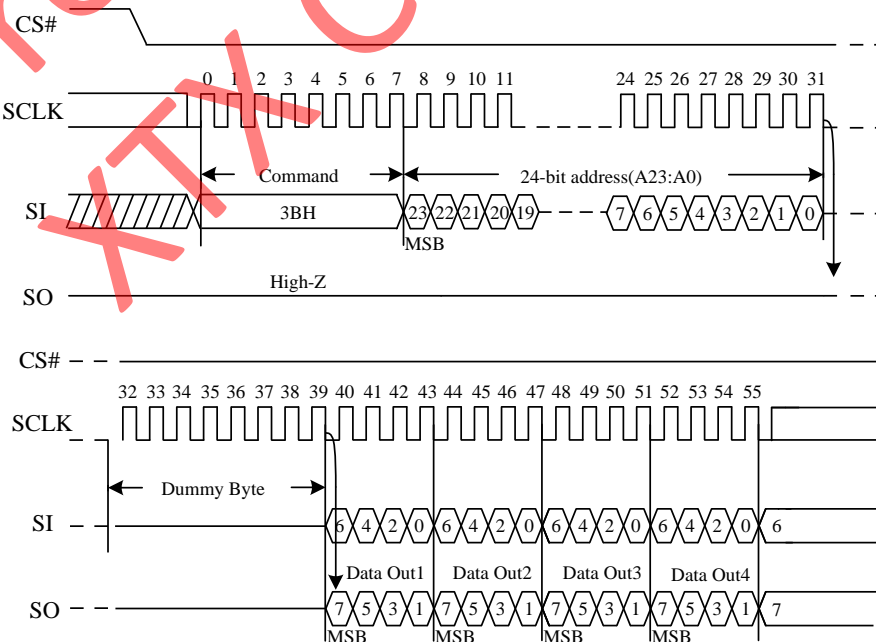 CS#
0 1 2 3 4 5 6 7 8 9 10 11 24 25 26 27 28 29 30 31
SCLK
Command 24-bit address(A23:A0)
SI 3BH 23 22 21 20 19 7 6 5 4 3 2 1 0
MSB
High-Z
SO
CS#
32 33 34 35 36 37 38 39 40 41 42 43 44 45 46 47 48 49 50 51 52 53 54 55
SCLK
Dummy Byte
SI 6 4 2 0 6 4 2 0 6 4 2 0 6 4 2 0 6
Data Out1 Data Out2 Data Out3 Data Out4
SO 7 5 3 1 7 5 3 1 7 5 3 1 7 5 3 1 7
MSB MSB MSB MSB
XTX C